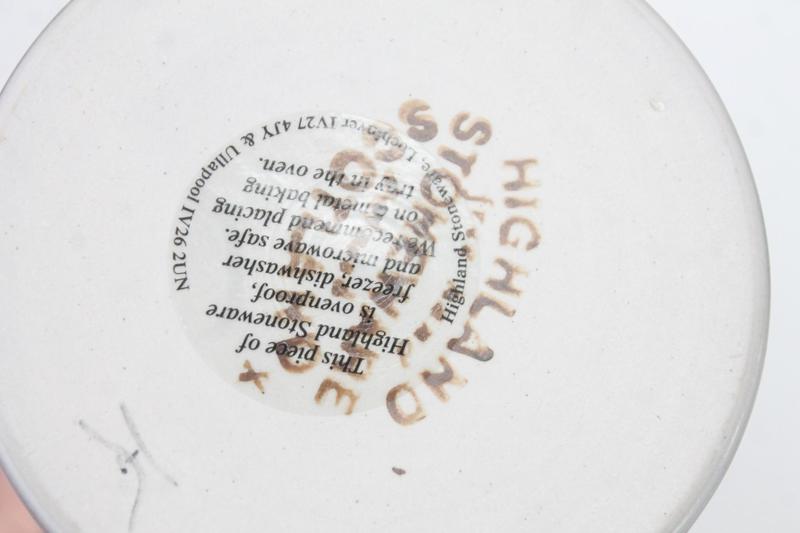 This piece of
Highland Stoneware
is ovenproof,
freezer, dishwasher
and microwave safe.
We recommend placing
on a metal baking
tray in the oven.
Highland Stoneware, Lochinver IV27 4JY & Ullapool IV26 2UN
HIGHLAND
STONEWARE